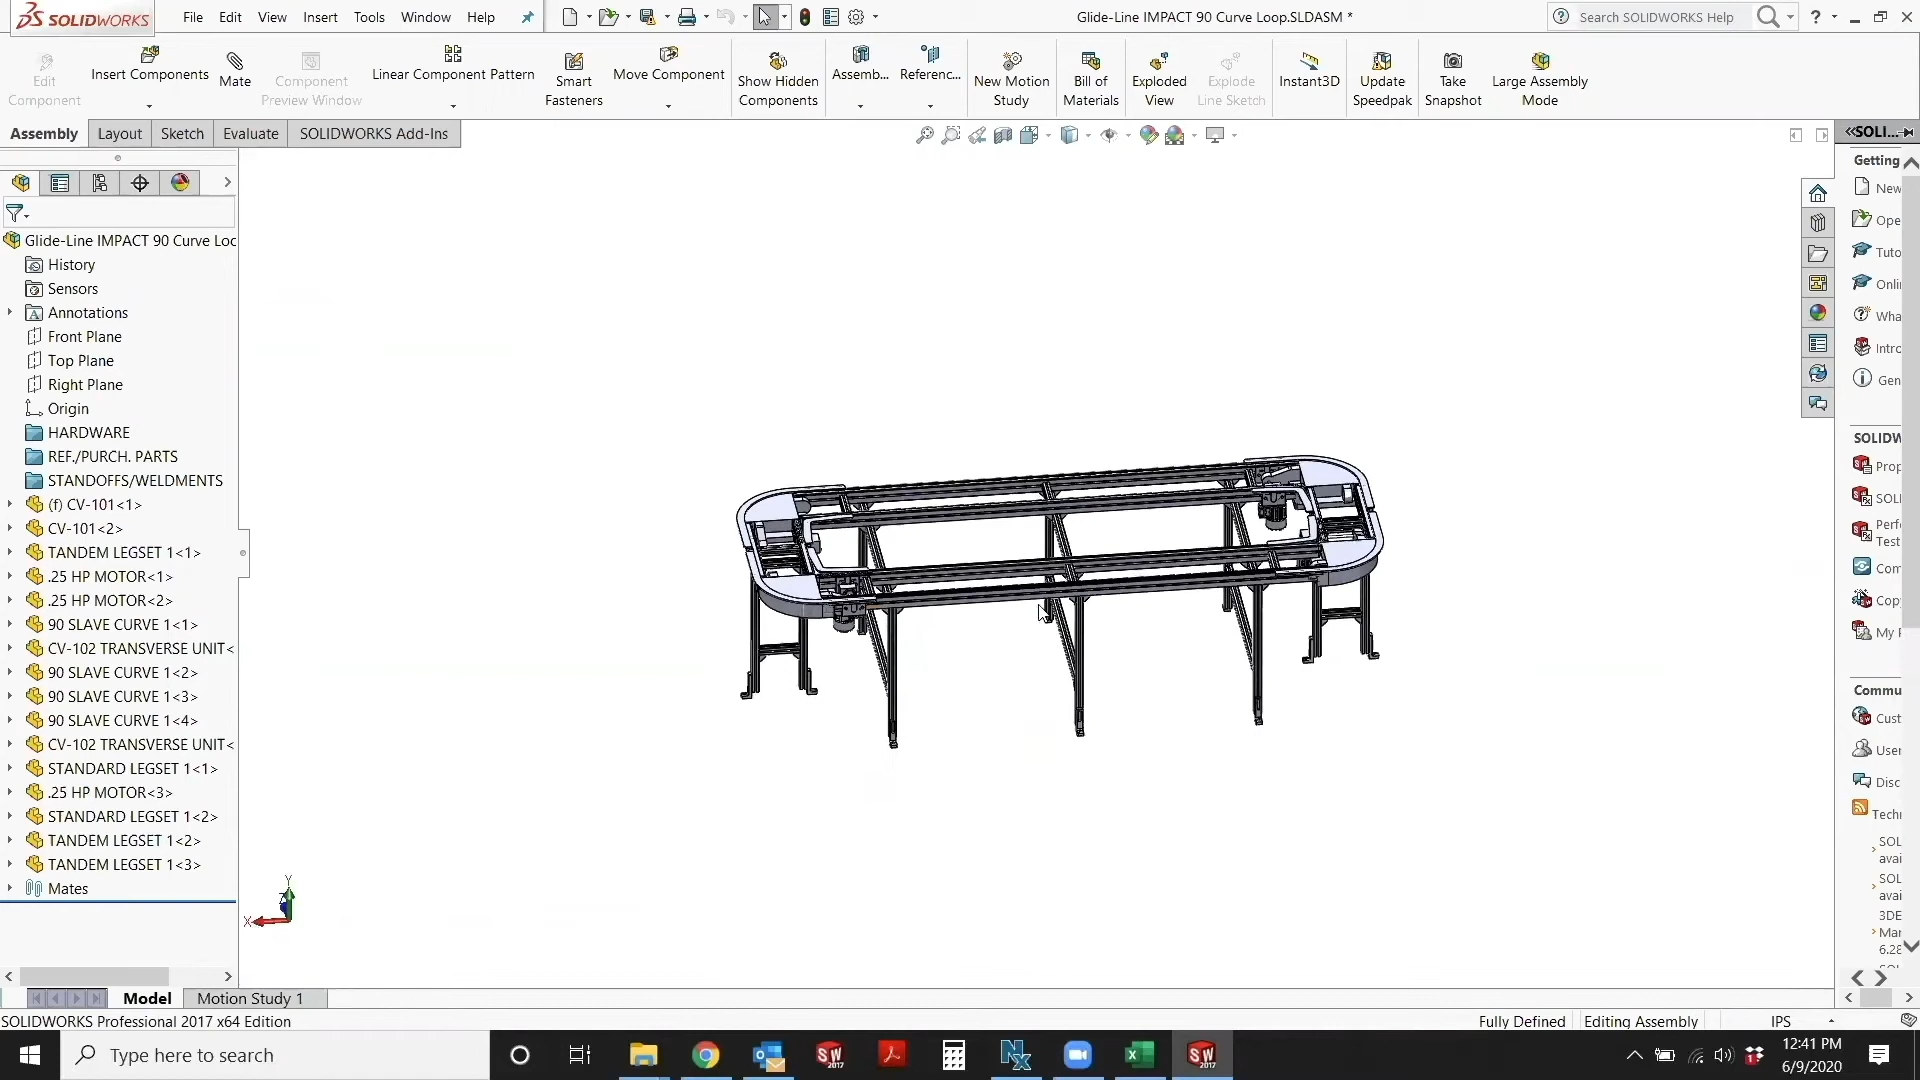 SOLIDWORKS File Edit View Insert Tools Window Help Glide-Line IMPACT 90 Curve Loop.SLDASM * Search SOLIDWORKS Help ?
Edit Component
Insert Components
Mate
Component Preview Window
Linear Component Pattern
Smart Fasteners
Move Component
Show Hidden Components
Assemb...
Referenc...
New Motion Study
Bill of Materials
Exploded View
Explode Line Sketch
Instant3D
Update Speedpak
Take Snapshot
Large Assembly Mode
Assembly Layout Sketch Evaluate SOLIDWORKS Add-Ins
Glide-Line IMPACT 90 Curve Loc
History
Sensors
Annotations
Front Plane
Top Plane
Right Plane
Origin
HARDWARE
REF./PURCH. PARTS
STANDOFFS/WELDMENTS
(f) CV-101<1>
CV-101<2>
TANDEM LEGSET 1<1>
.25 HP MOTOR<1>
.25 HP MOTOR<2>
90 SLAVE CURVE 1<1>
CV-102 TRANSVERSE UNIT<
90 SLAVE CURVE 1<2>
90 SLAVE CURVE 1<3>
90 SLAVE CURVE 1<4>
CV-102 TRANSVERSE UNIT<
STANDARD LEGSET 1<1>
.25 HP MOTOR<3>
STANDARD LEGSET 1<2>
TANDEM LEGSET 1<2>
TANDEM LEGSET 1<3>
Mates
Y
X
«SOLI...
Getting
New
Ope
Tuto
Onli
Wha
Intro
Gen
SOLIDW
Prop
SOL
Perf
Test
Com
Cop
My
Commu
Cust
User
Disc
Tech
SOL
avai
SOL
avai
3DE
Mar
6.28
Model Motion Study 1
SOLIDWORKS Professional 2017 x64 Edition Fully Defined Editing Assembly IPS
Type here to search
SW 2017
SW 2017
12:41 PM
6/9/2020